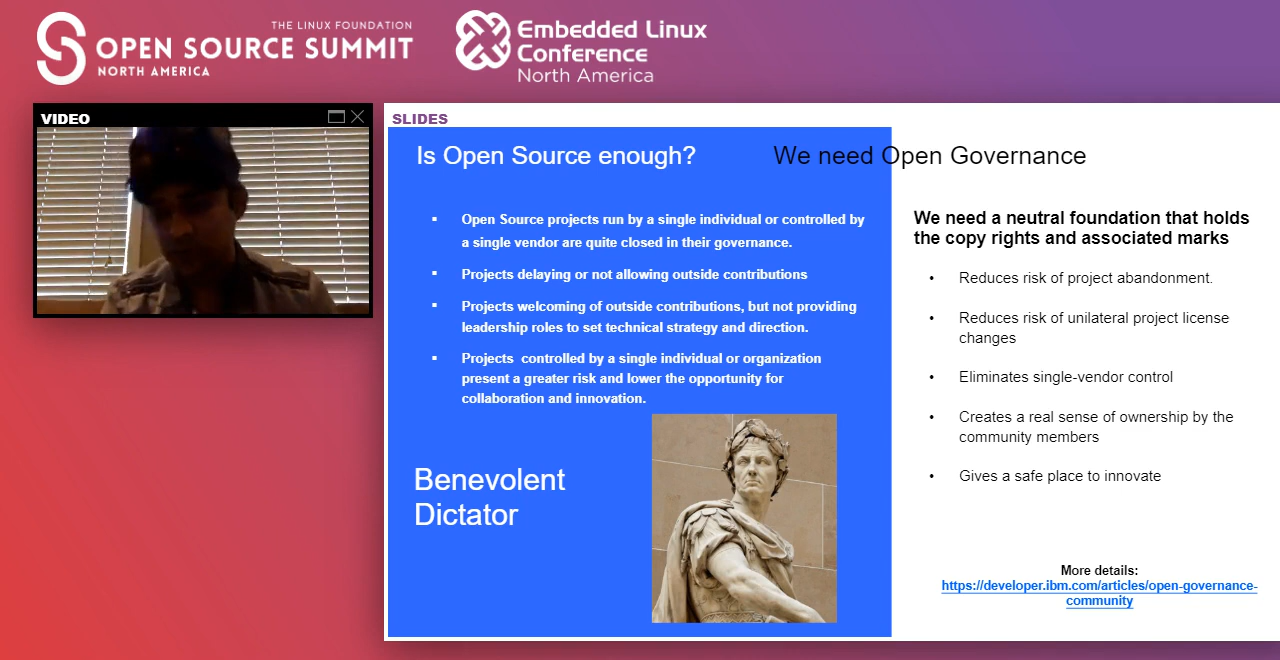 THE LINUX FOUNDATION
OPEN SOURCE SUMMIT
NORTH AMERICA
Embedded Linux
Conference
North America
VIDEO
SLIDES
Is Open Source enough?
▪ Open Source projects run by a single individual or controlled by
a single vendor are quite closed in their governance.
▪ Projects delaying or not allowing outside contributions
▪ Projects welcoming of outside contributions, but not providing
leadership roles to set technical strategy and direction.
▪ Projects  controlled by a single individual or organization
present a greater risk and lower the opportunity for
collaboration and innovation.
Benevolent
Dictator
We need Open Governance
We need a neutral foundation that holds
the copy rights and associated marks
• Reduces risk of project abandonment.
• Reduces risk of unilateral project license
changes
• Eliminates single-vendor control
• Creates a real sense of ownership by the
community members
• Gives a safe place to innovate
More details:
https://developer.ibm.com/articles/open-governance-
community